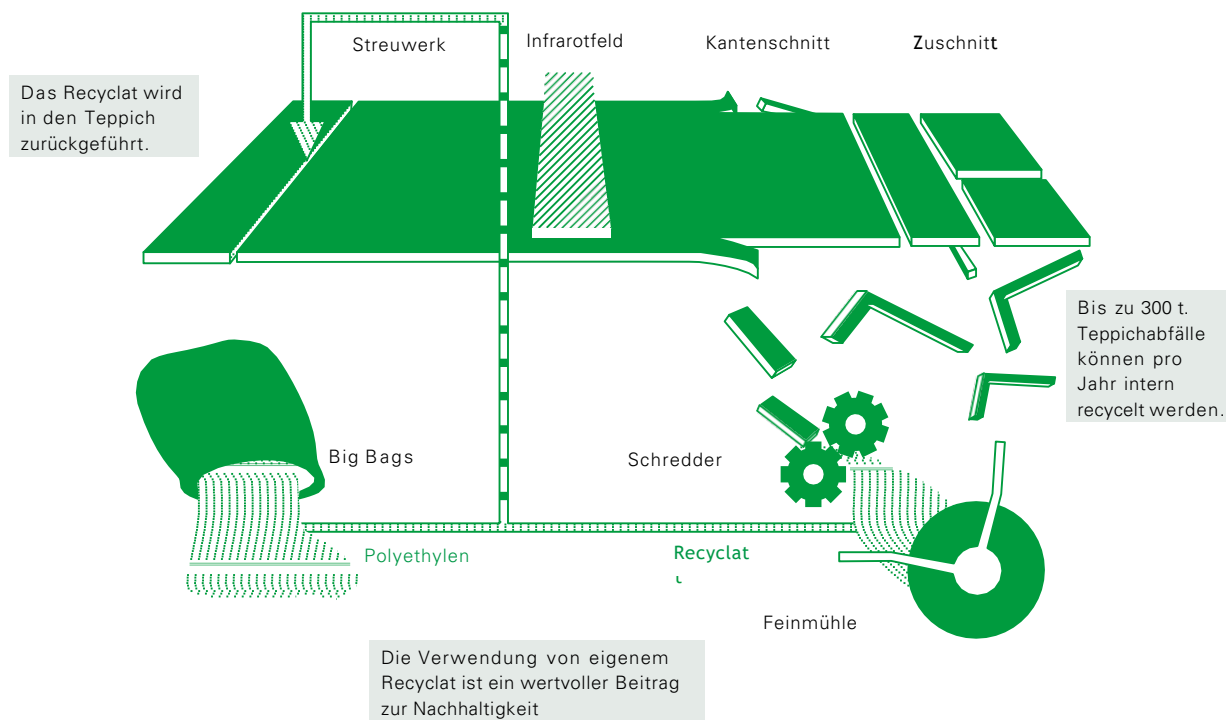 Streuwerk
Infrarotfeld
Kantenschnitt
Zuschnitt
Das Recyclat wird
in den Teppich
zurückgeführt.
Bis zu 300 t.
Teppichabfälle
können pro
Jahr intern
recycelt werden.
Big Bags
Schredder
Polyethylen
Recyclat
Feinmühle
Die Verwendung von eigenem
Recyclat ist ein wertvoller Beitrag
zur Nachhaltigkeit